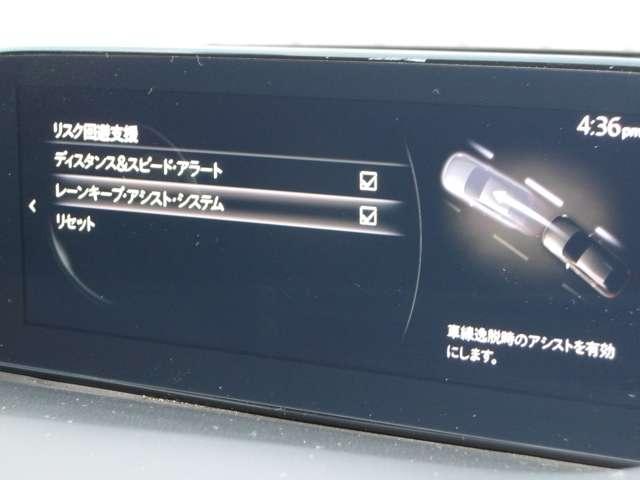 4:36pm
リスク回避支援
ディスタンス&スピード・アラート
レーンキープ・アシスト・システム
リセット
車線逸脱時のアシストを有効
にします。